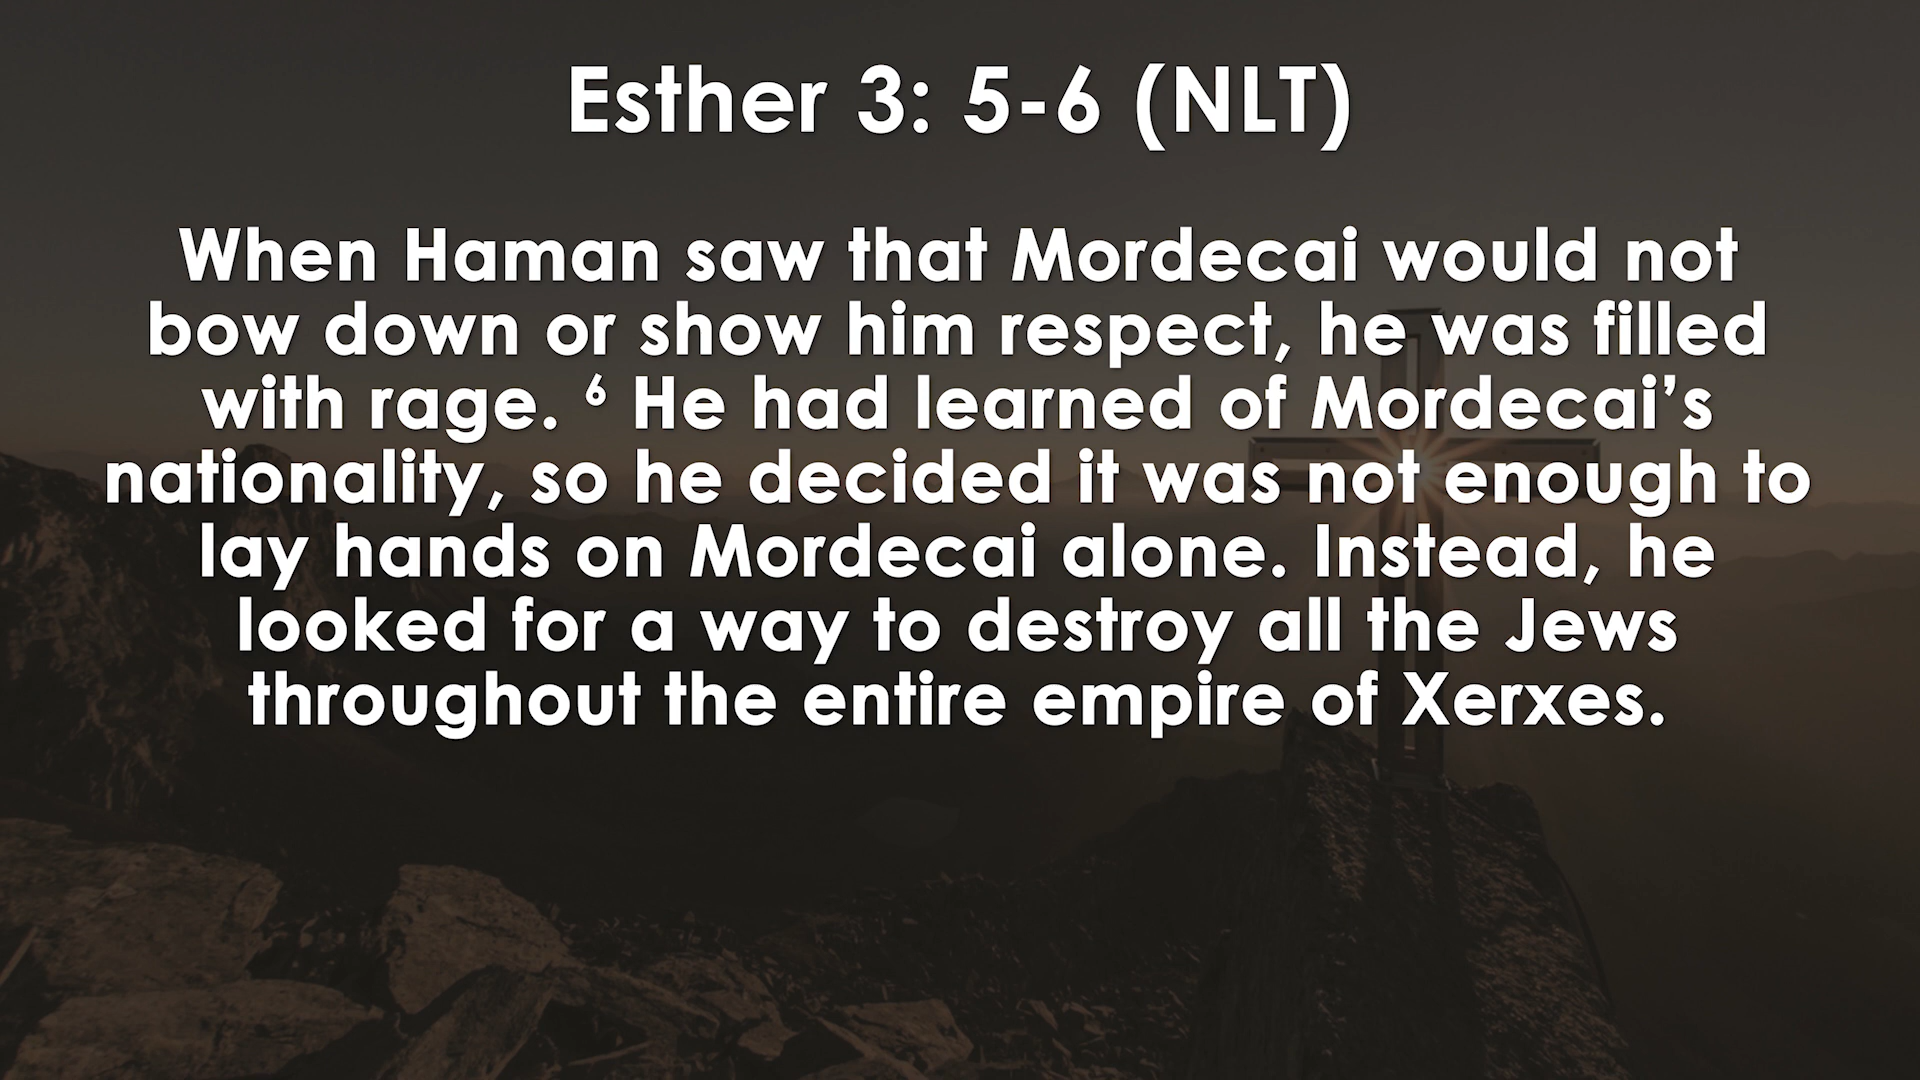 Esther 3: 5-6 (NLT)
When Haman saw that Mordecai would not
bow down or show him respect, he was filled
with rage. ⁶ He had learned of Mordecai’s
nationality, so he decided it was not enough to
lay hands on Mordecai alone. Instead, he
looked for a way to destroy all the Jews
throughout the entire empire of Xerxes.